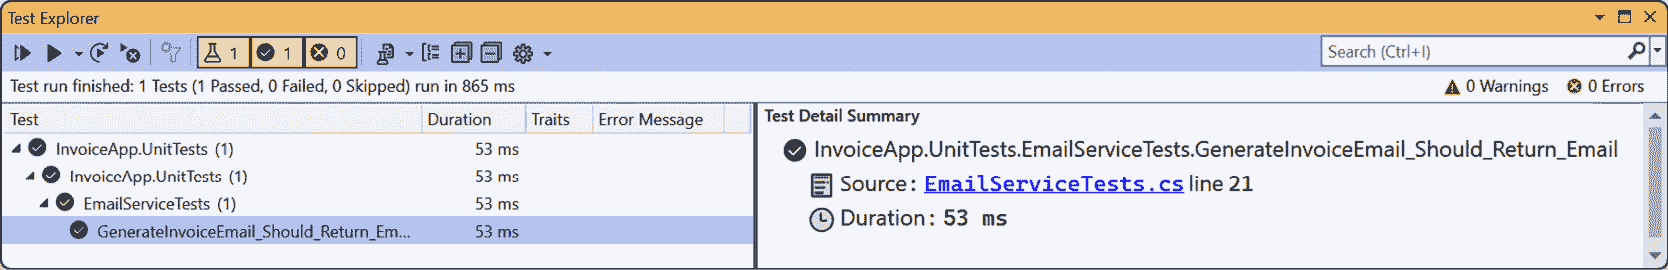 Test Explorer
1 1 0
Search (Ctrl+I)
Test run finished: 1 Tests (1 Passed, 0 Failed, 0 Skipped) run in 865 ms
0 Warnings 0 Errors
Test Duration Traits Error Message
InvoiceApp.UnitTests (1) 53 ms
InvoiceApp.UnitTests (1) 53 ms
EmailServiceTests (1) 53 ms
GenerateInvoiceEmail_Should_Return_Em... 53 ms
Test Detail Summary
InvoiceApp.UnitTests.EmailServiceTests.GenerateInvoiceEmail_Should_Return_Email
Source: EmailServiceTests.cs line 21
Duration: 53 ms